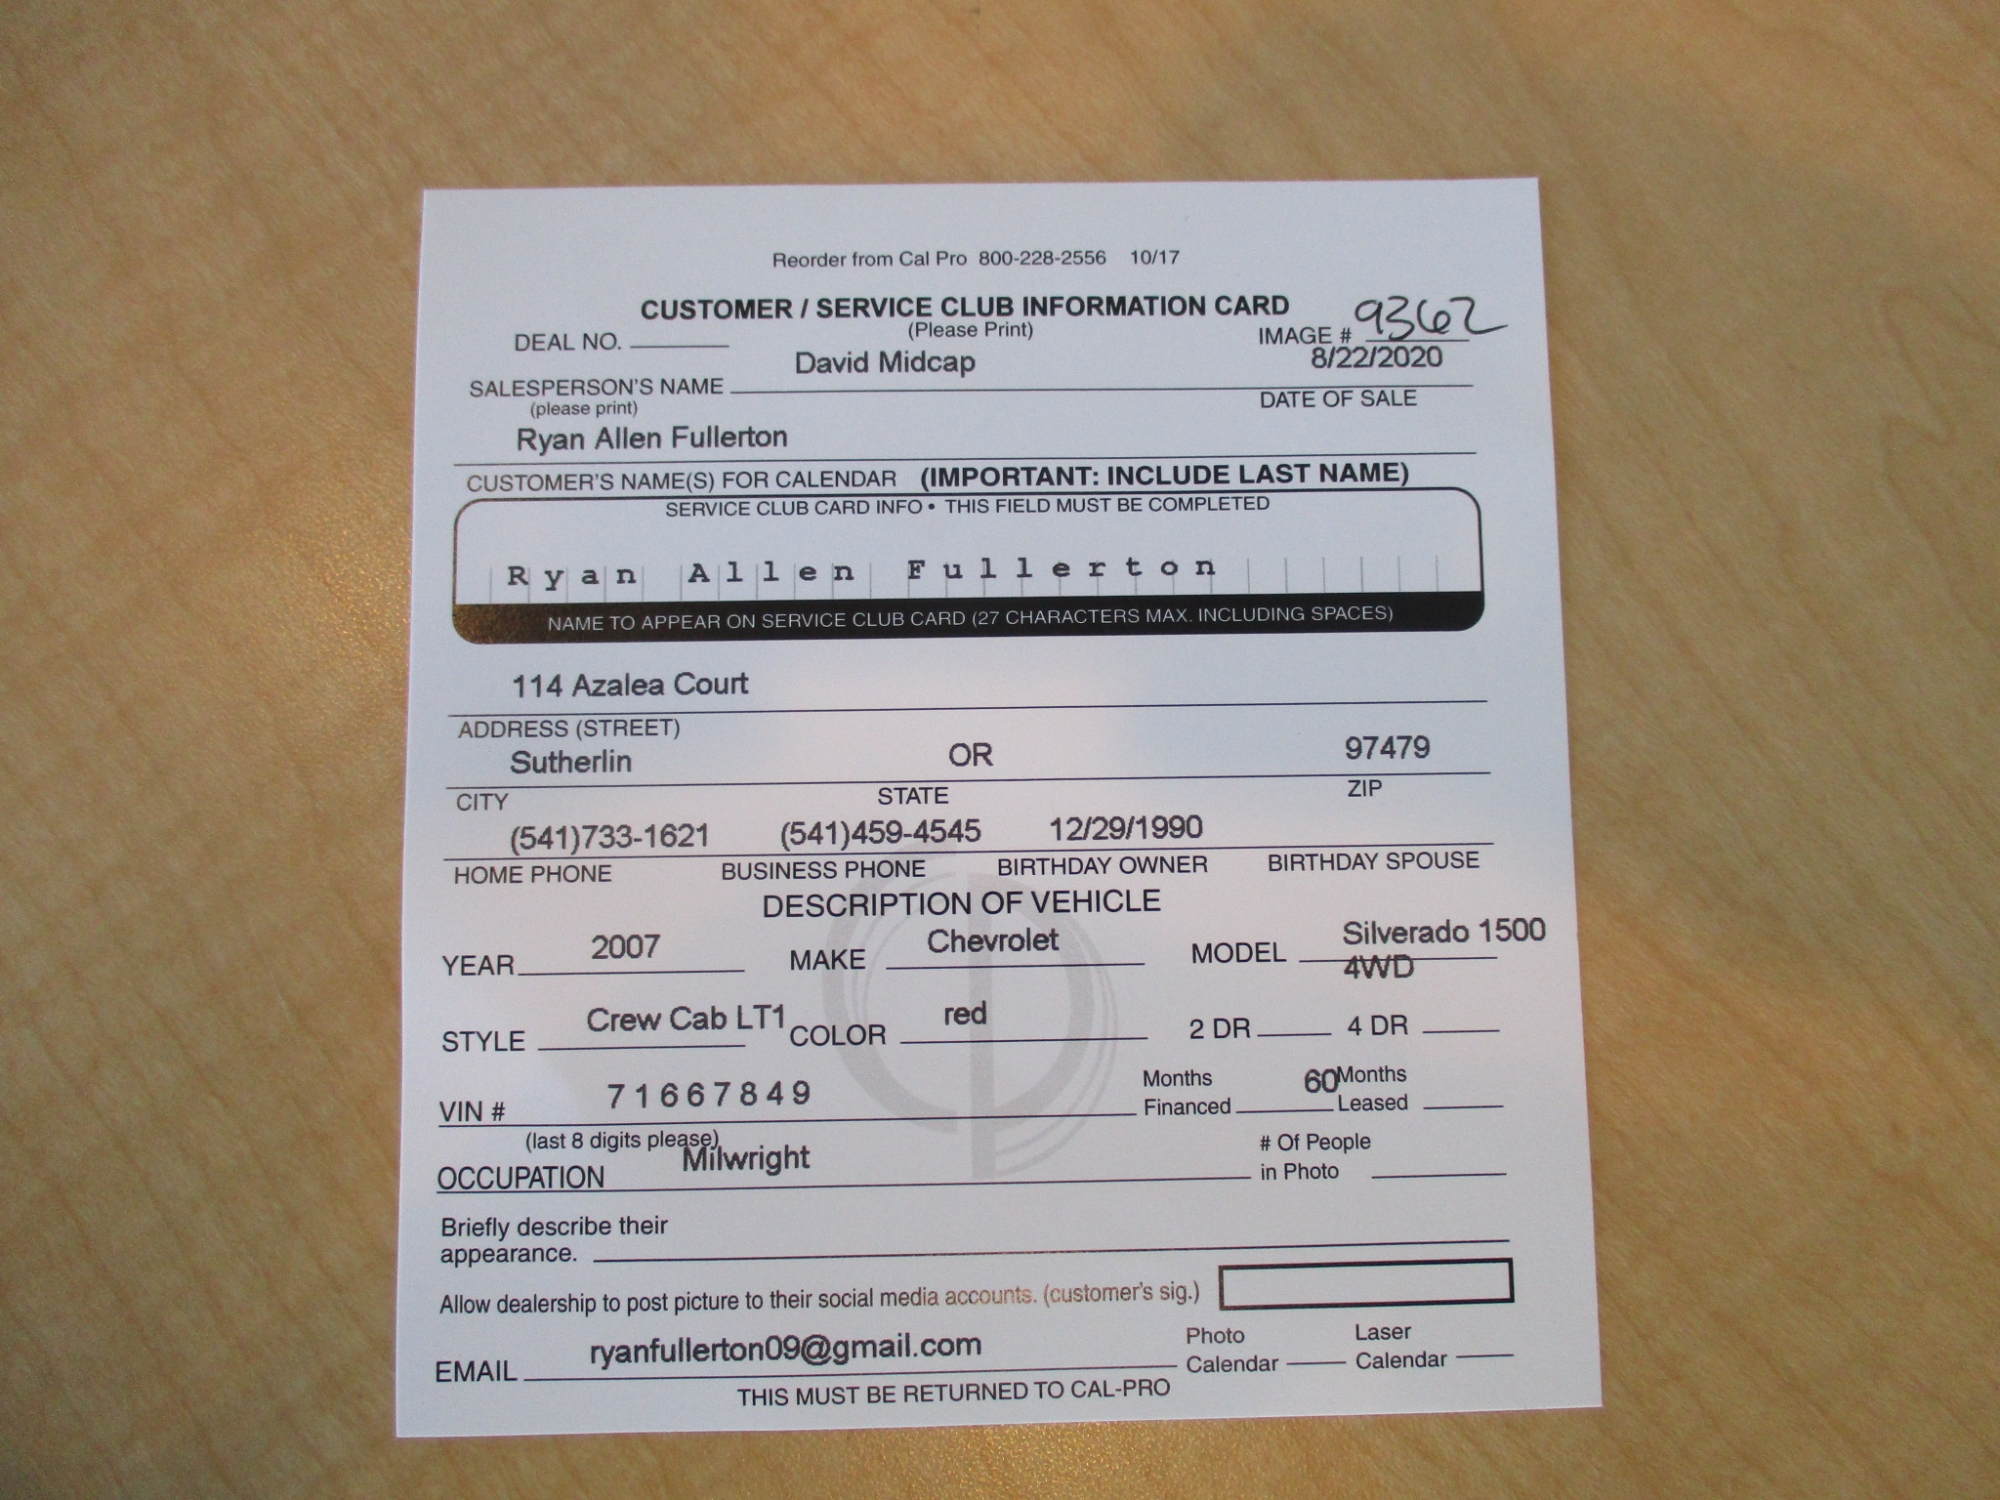 Reorder from Cal Pro 800-228-2556 10/17
CUSTOMER / SERVICE CLUB INFORMATION CARD
(Please Print)
DEAL NO. IMAGE # 9362
David Midcap 8/22/2020
SALESPERSON'S NAME DATE OF SALE
(please print)
Ryan Allen Fullerton
CUSTOMER'S NAME(S) FOR CALENDAR (IMPORTANT: INCLUDE LAST NAME)
SERVICE CLUB CARD INFO • THIS FIELD MUST BE COMPLETED
Ryan Allen Fullerton
NAME TO APPEAR ON SERVICE CLUB CARD (27 CHARACTERS MAX. INCLUDING SPACES)
114 Azalea Court
ADDRESS (STREET)
Sutherlin OR 97479
CITY STATE ZIP
(541)733-1621 (541)459-4545 12/29/1990
HOME PHONE BUSINESS PHONE BIRTHDAY OWNER BIRTHDAY SPOUSE
DESCRIPTION OF VEHICLE
YEAR 2007 MAKE Chevrolet MODEL Silverado 1500
4WD
STYLE Crew Cab LT1 COLOR red 2 DR 4 DR
VIN # 71667849 Months Financed 60 Months Leased
(last 8 digits please)
OCCUPATION Milwright # Of People in Photo
Briefly describe their
appearance.
Allow dealership to post picture to their social media accounts. (customer's sig.)
EMAIL ryanfullerton09@gmail.com Photo Calendar Laser Calendar
THIS MUST BE RETURNED TO CAL-PRO